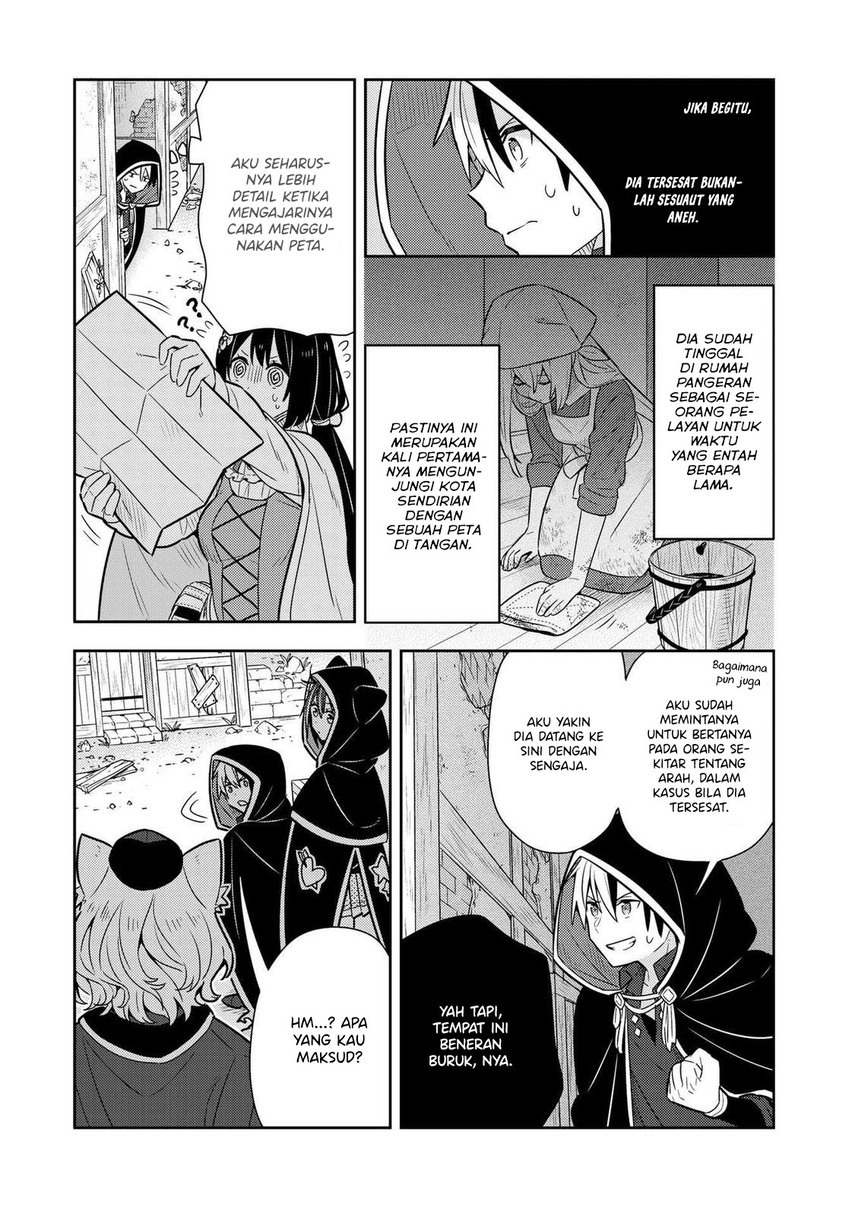 JIKA BEGITU,
DIA TERSESAT BUKAN-
LAH SESUAUT YANG
ANEH.
DIA SUDAH
TINGGAL
DI RUMAH
PANGERAN
SEBAGAI SE-
ORANG PE-
LAYAN UNTUK
WAKTU
YANG ENTAH
BERAPA
LAMA.
PASTINYA INI
MERUPAKAN
KALI PERTAMA-
NYA MENGUN-
JUNGI KOTA
SENDIRIAN
DENGAN
SEBUAH PETA
DI TANGAN.
AKU SEHARUS-
NYA LEBIH
DETAIL KETIKA
MENGAJARINYA
CARA MENGGU-
NAKAN PETA.
???
Bagaimana
pun juga
AKU SUDAH
MEMINTANYA
UNTUK BERTANYA
PADA ORANG SE-
KITAR TENTANG
ARAH, DALAM
KASUS BILA DIA
TERSESAT.
AKU YAKIN
DIA DATANG KE
SINI DENGAN
SENGAJA.
YAH TAPI,
TEMPAT INI
BENERAN
BURUK, NYA.
HM...? APA
YANG KAU
MAKSUD?